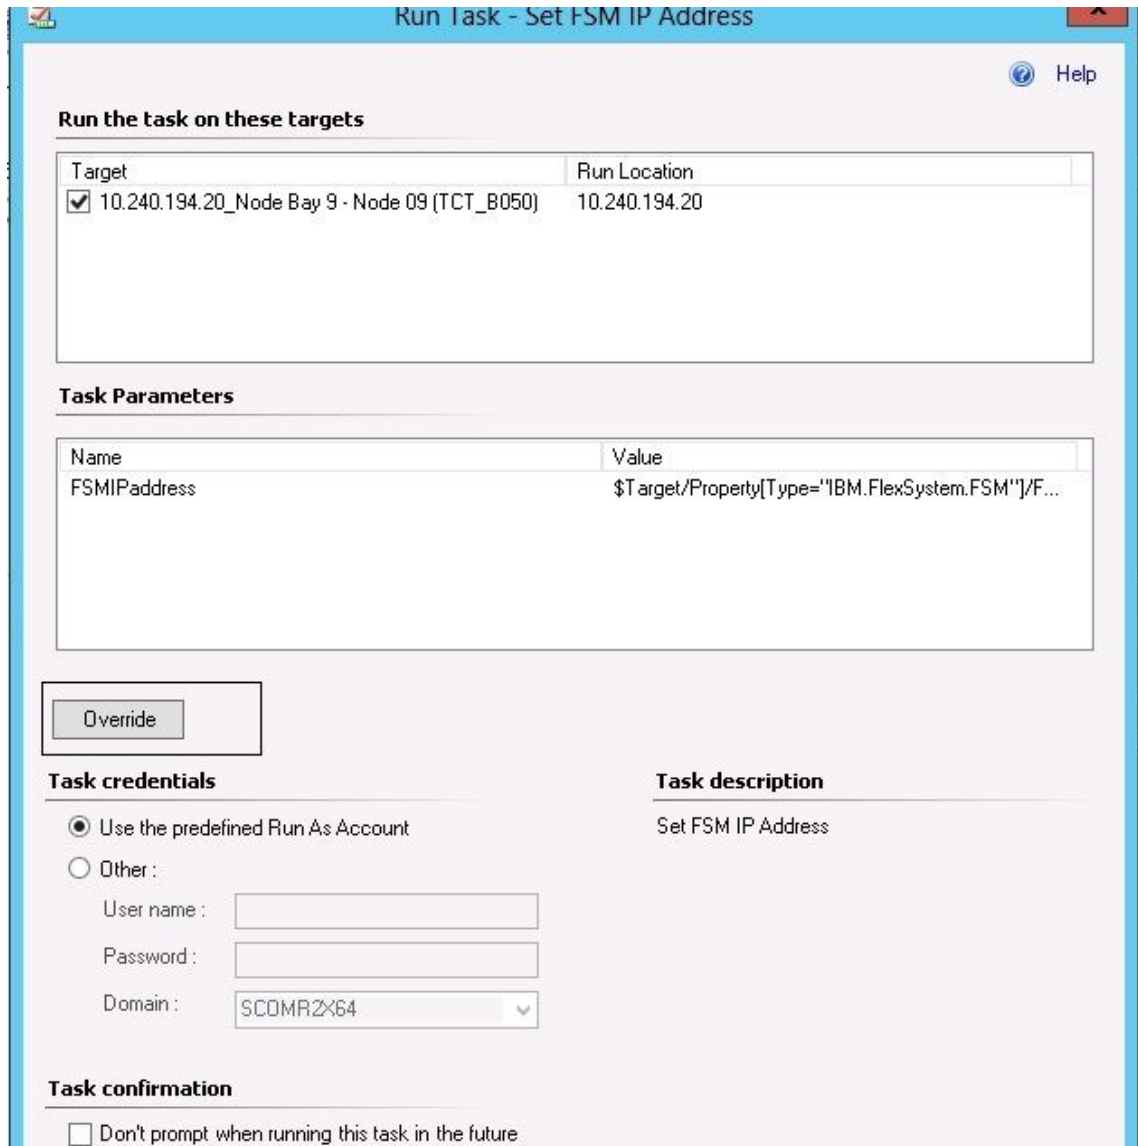 Run Task - Set FSM IP Address
Help
Run the task on these targets
Target Run Location
10.240.194.20_Node Bay 9 - Node 09 (TCT_B050) 10.240.194.20
Task Parameters
Name Value
FSMIPaddress $Target/Property[Type="IBM.FlexSystem.FSM"]/F...
Override
Task credentials Task description
Use the predefined Run As Account Set FSM IP Address
Other :
User name :
Password :
Domain : SCOMR2X64
Task confirmation
Don't prompt when running this task in the future